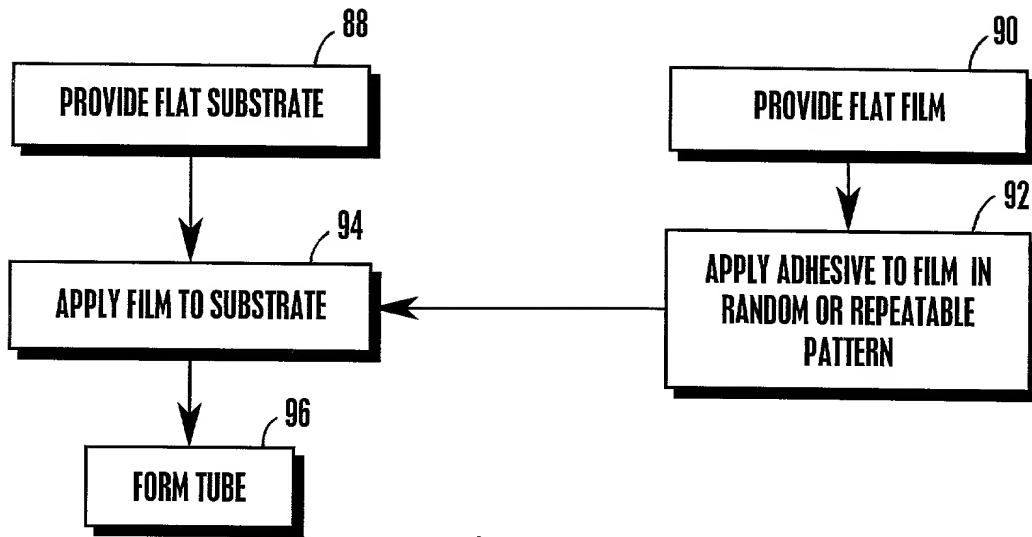 88
PROVIDE FLAT SUBSTRATE
90
PROVIDE FLAT FILM
92
APPLY ADHESIVE TO FILM IN
RANDOM OR REPEATABLE
PATTERN
94
APPLY FILM TO SUBSTRATE
96
FORM TUBE